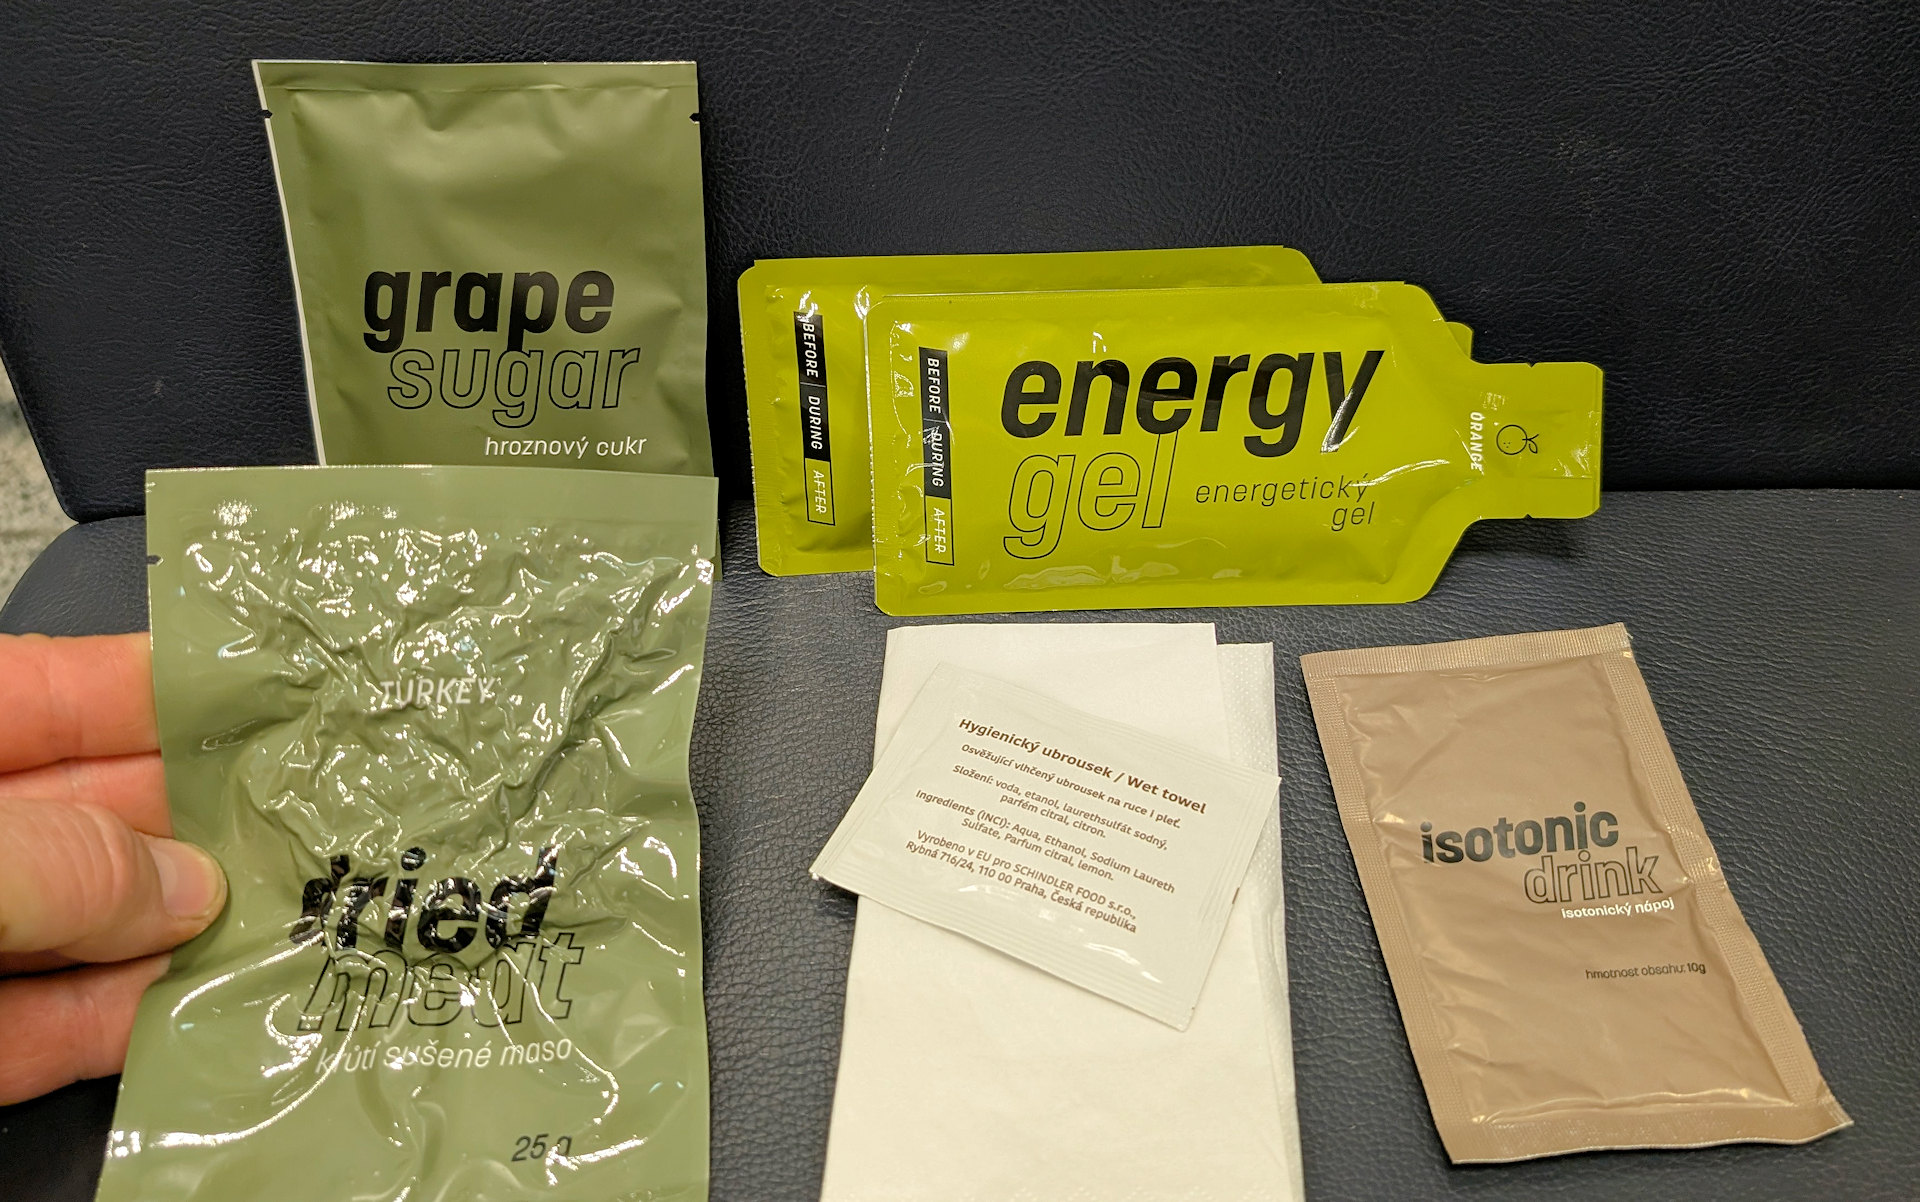 grape
sugar
hroznový cukr
BEFORE DURING AFTER
BEFORE DURING AFTER
energy
gel
energetický
gel
ORANGE
TURKEY
dried
meat
krůtí sušené maso
25 g
Hygienický ubrousek / Wet towel
Osvěžující vlhčený ubrousek na ruce i pleť.
Složení: voda, etanol, laurethsulfát sodný,
parfém citral, citron.
Ingredients (INCI): Aqua, Ethanol, Sodium Laureth
Sulfate, Parfum citral, lemon.
Vyrobeno v EU pro SCHINDLER FOOD s.r.o.,
Rybná 716/24, 110 00 Praha, Česká republika
isotonic
drink
isotonický nápoj
hmotnost obsahu: 10g